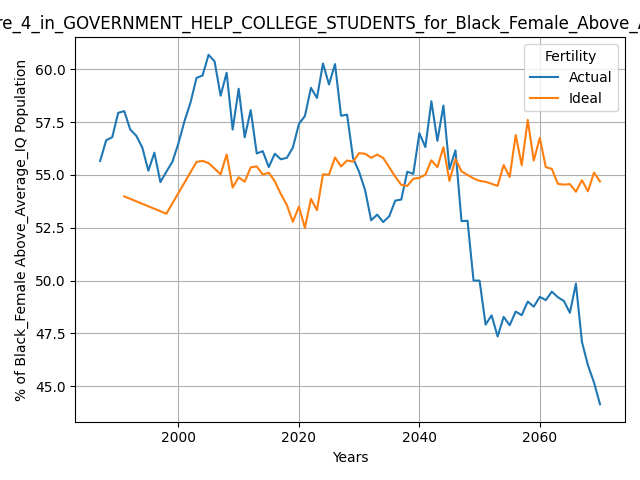 re_4_in_GOVERNMENT_HELP_COLLEGE_STUDENTS_for_Black_Female_Above_A
Fertility
Actual
Ideal
% of Black_Female Above_Average_IQ Population
60.0
57.5
55.0
52.5
50.0
47.5
45.0
2000 2020 2040 2060
Years